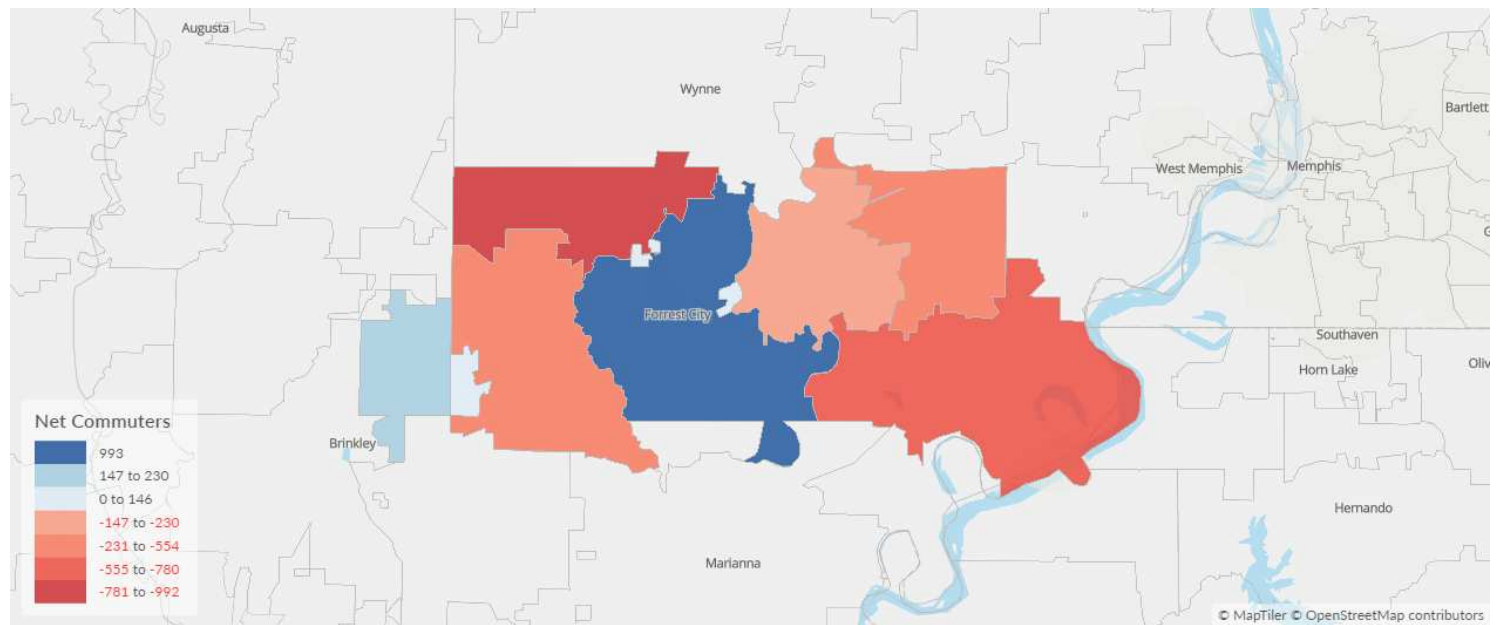 Augusta
Wynne
Bartlett
West Memphis
Memphis
Forrest City
Southaven
Horn Lake
Oliv
Brinkley
Hernando
Marianna
Net Commuters
993
147 to 230
0 to 146
-147 to -230
-231 to -554
-555 to -780
-781 to -992
G
© MapTiler © OpenStreetMap contributors